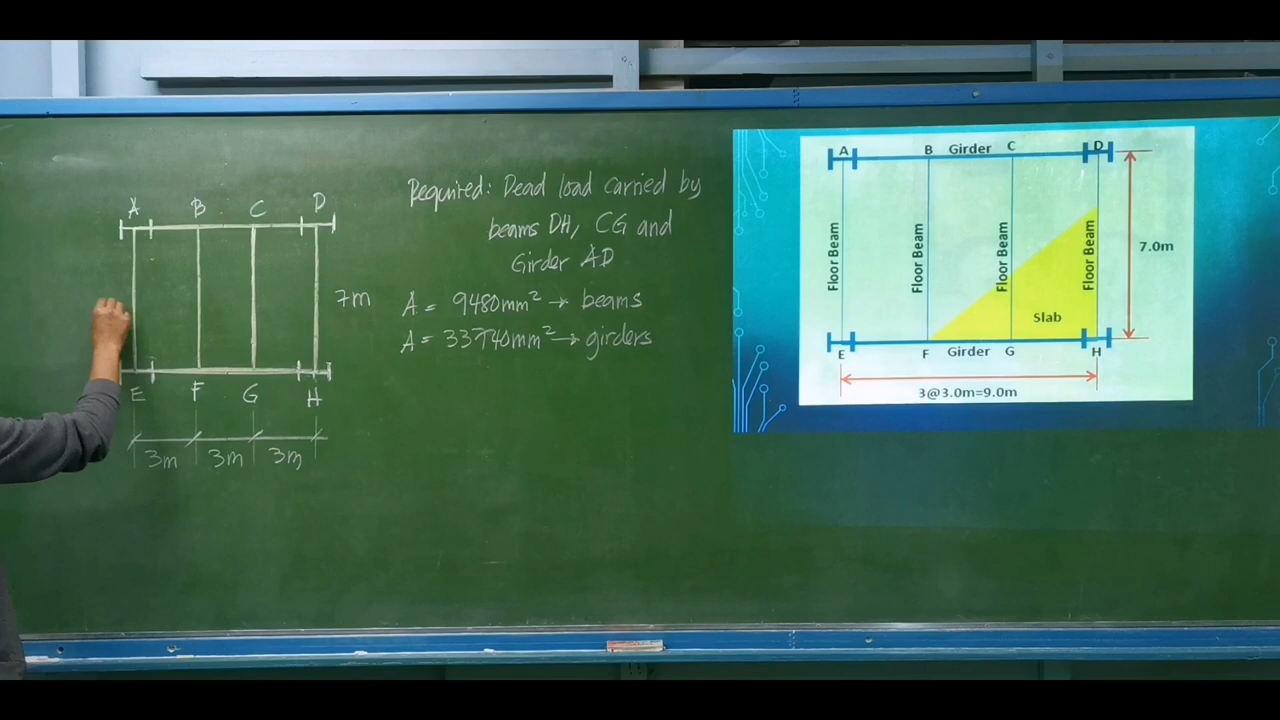 A B C D
Required: Dead load carried by
beams DH, CG and
Girder AD
7m
A = 9480mm² → beams
A = 33740mm² → girders
E F G H
3m 3m 3m
A B Girder C D
Floor Beam
Floor Beam
Floor Beam
Floor Beam
7.0m
Slab
E F Girder G H
3@3.0m=9.0m